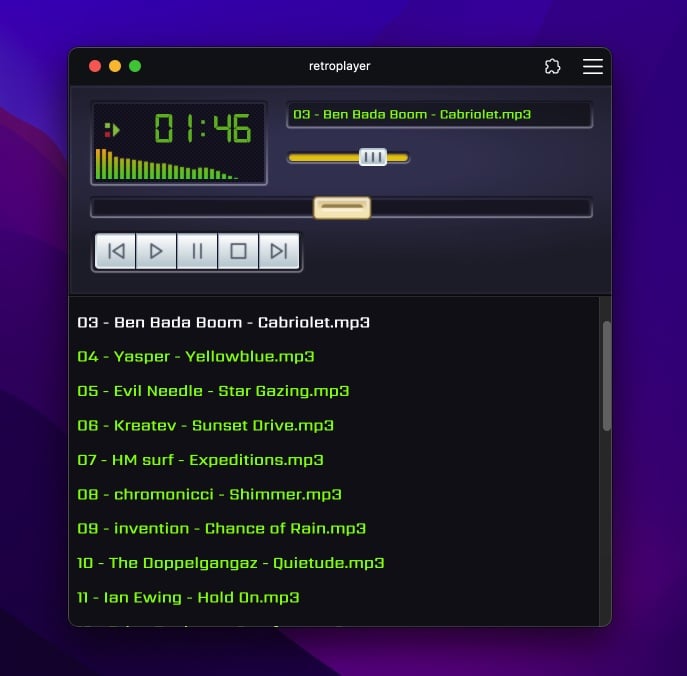 retroplayer
01:46
03 - Ben Bada Boom - Cabriolet.mp3
03 - Ben Bada Boom - Cabriolet.mp3
04 - Yasper - Yellowblue.mp3
05 - Evil Needle - Star Gazing.mp3
06 - Kreatev - Sunset Drive.mp3
07 - HM surf - Expeditions.mp3
08 - chromonicci - Shimmer.mp3
09 - invention - Chance of Rain.mp3
10 - The Doppelgangaz - Quietude.mp3
11 - Ian Ewing - Hold On.mp3